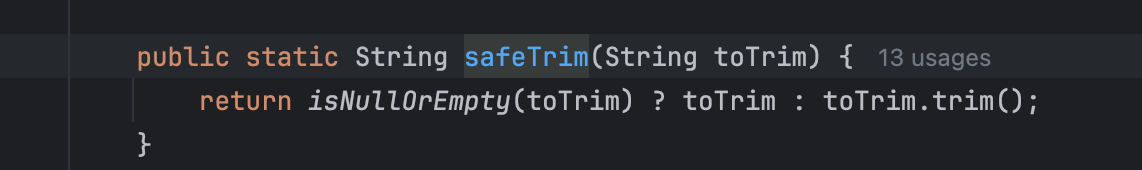 public static String safeTrim(String toTrim) { 13 usages
return isNullOrEmpty(toTrim) ? toTrim : toTrim.trim();
}